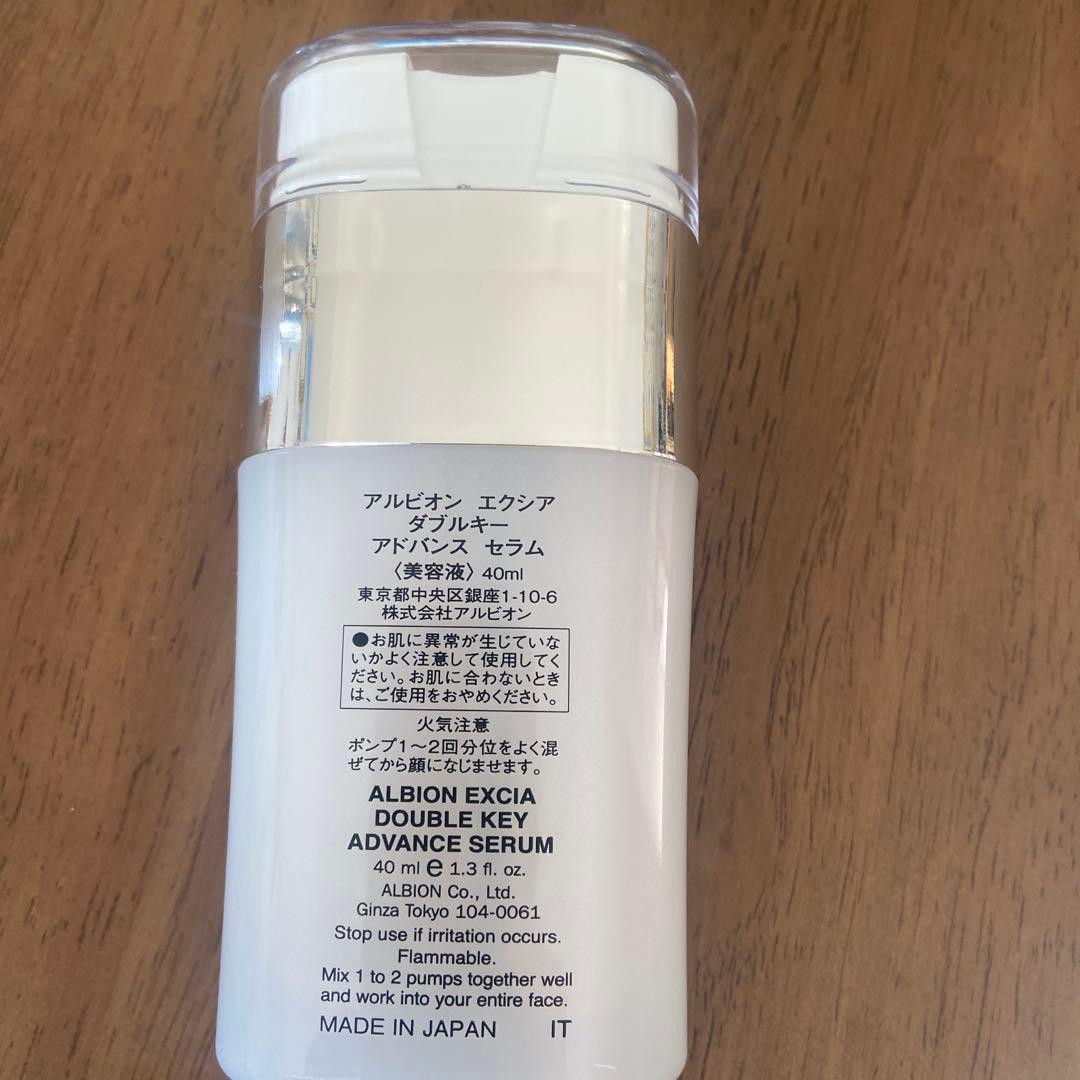 アルビオン エクシア
ダブルキー
アドバンス セラム
〈美容液〉 40ml
東京都中央区銀座1-10-6
株式会社アルビオン
●お肌に異常が生じていな
いかよく注意して使用してく
ださい。お肌に合わないとき
は、ご使用をおやめください。
火気注意
ポンプ1〜2回分位をよく混
ぜてから顔になじませます。
ALBION EXCIA
DOUBLE KEY
ADVANCE SERUM
40 ml e 1.3 fl. oz.
ALBION Co., Ltd.
Ginza Tokyo 104-0061
Stop use if irritation occurs.
Flammable.
Mix 1 to 2 pumps together well
and work into your entire face.
MADE IN JAPAN IT